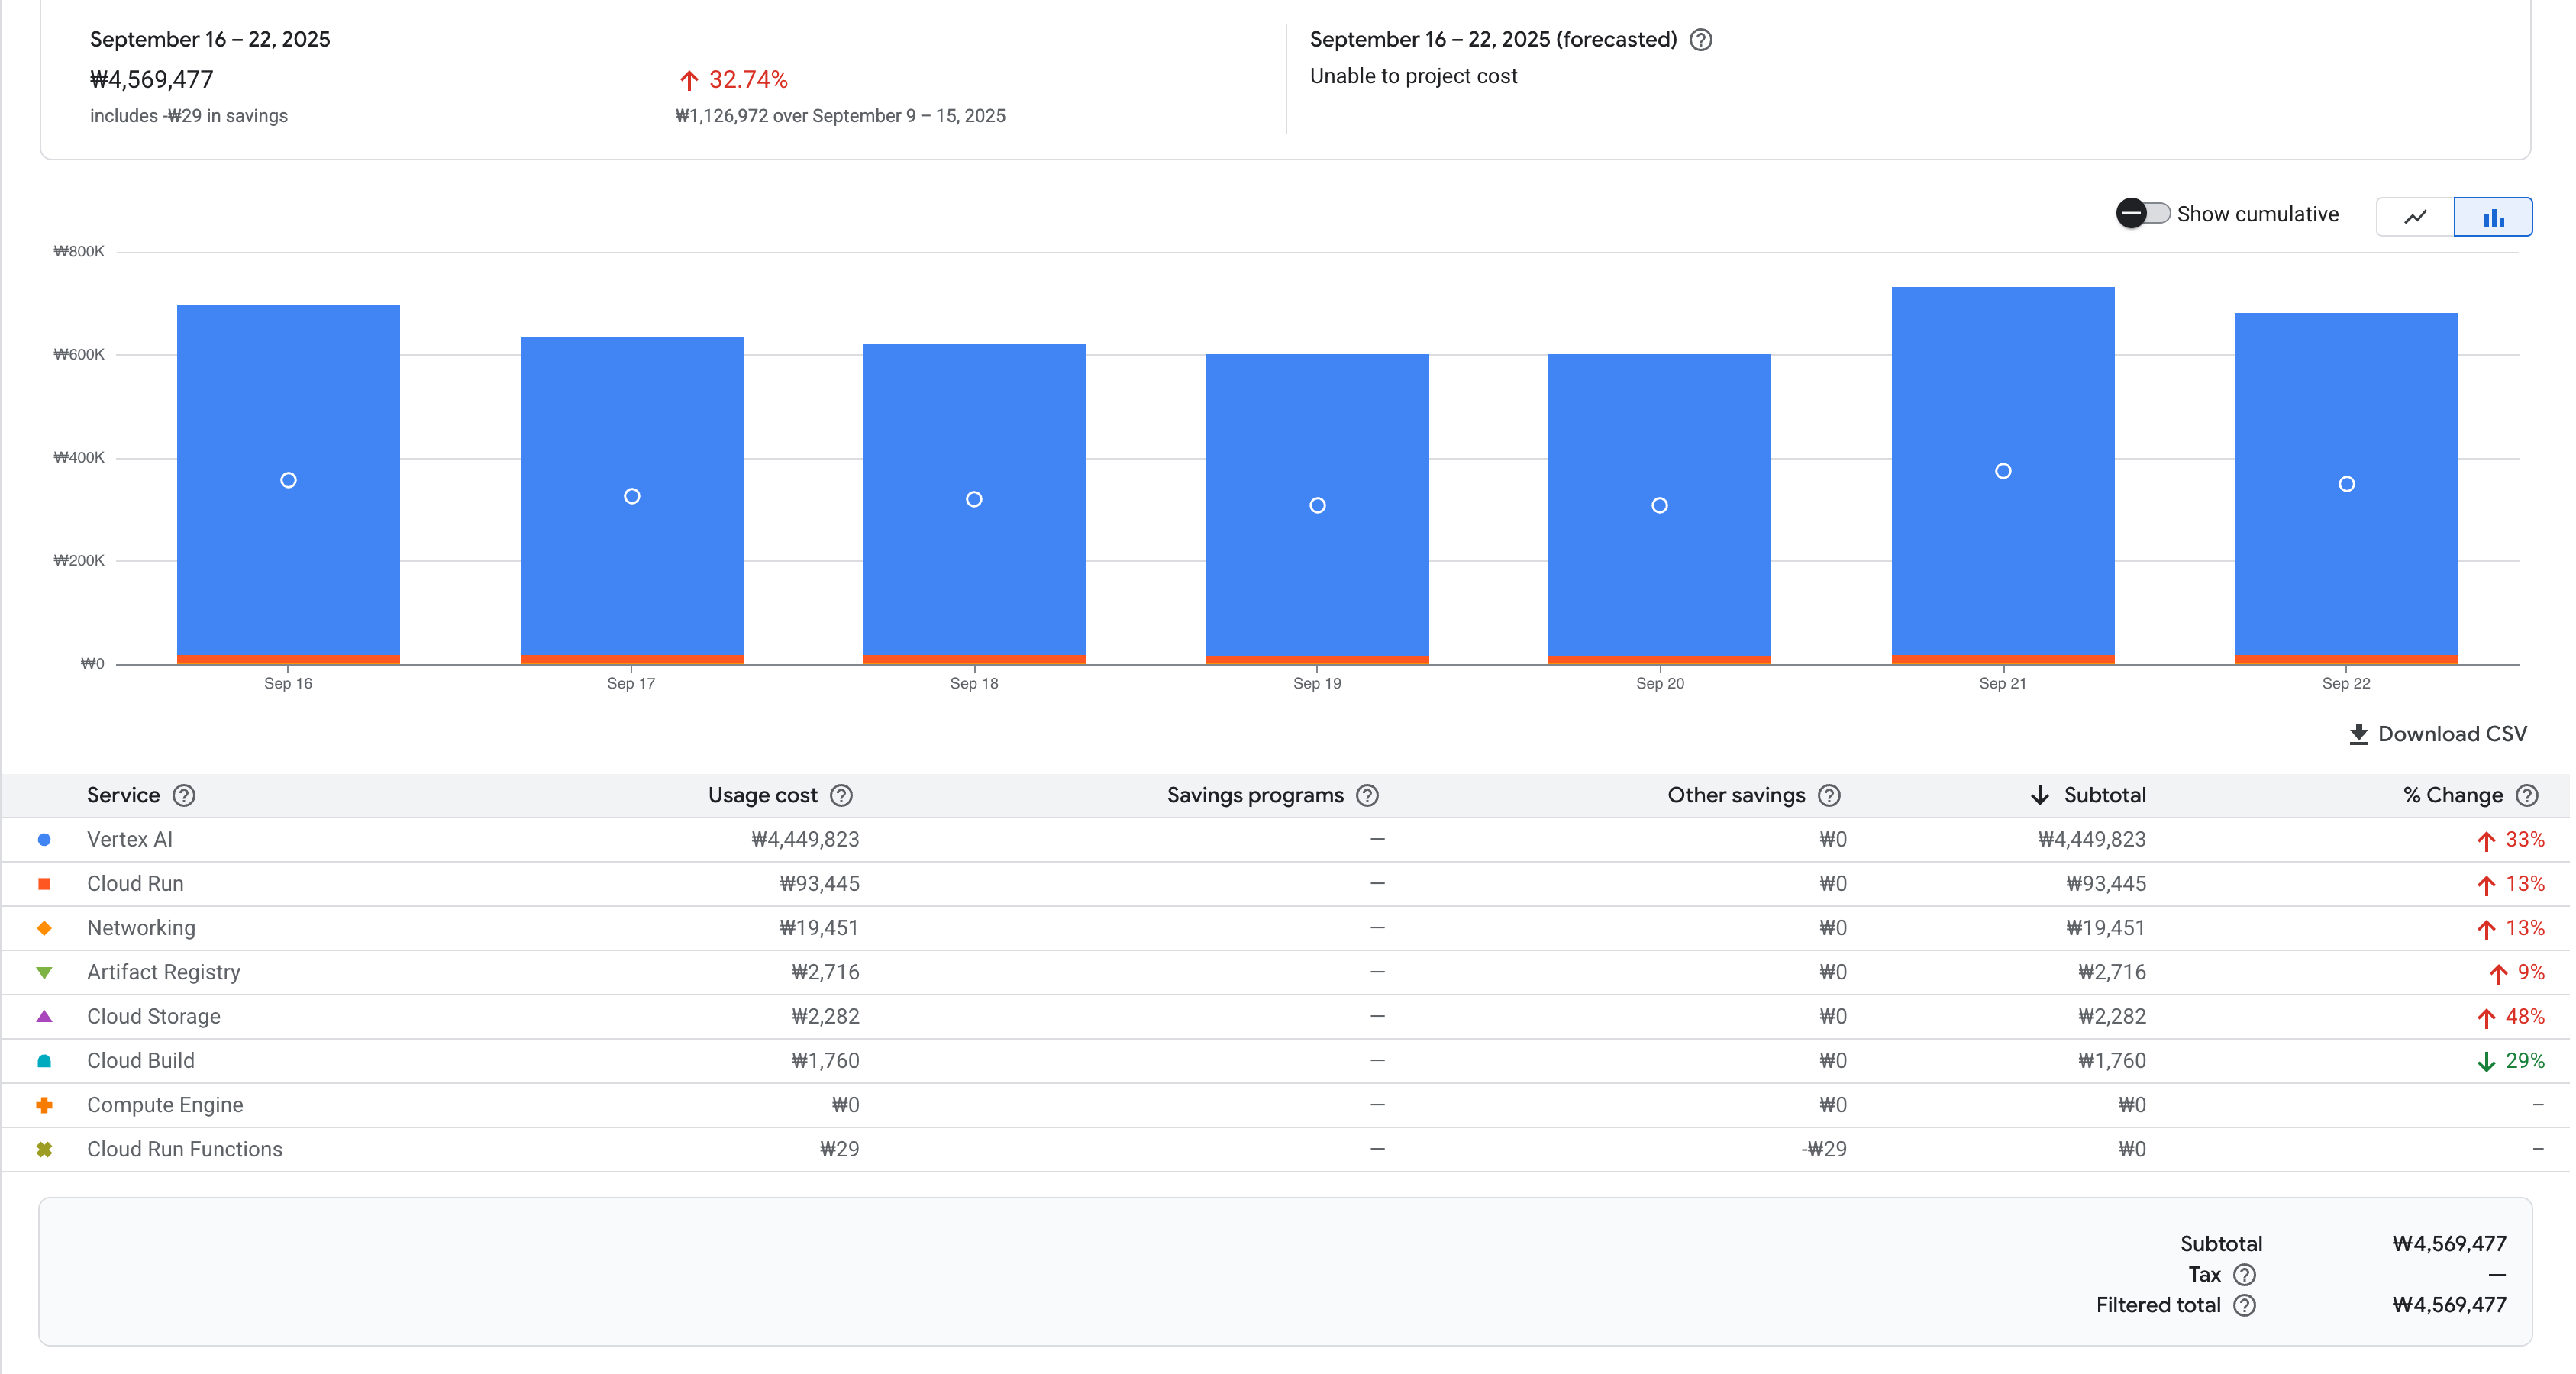 September 16 – 22, 2025
₩4,569,477
includes -₩29 in savings
↑ 32.74%
₩1,126,972 over September 9 – 15, 2025
September 16 – 22, 2025 (forecasted) ?
Unable to project cost
Show cumulative
₩800K
₩600K
₩400K
₩200K
₩0
Sep 16 Sep 17 Sep 18 Sep 19 Sep 20 Sep 21 Sep 22
Download CSV
Service ? Usage cost ? Savings programs ? Other savings ? ↓ Subtotal % Change ?
Vertex AI ₩4,449,823 — ₩0 ₩4,449,823 ↑ 33%
Cloud Run ₩93,445 — ₩0 ₩93,445 ↑ 13%
Networking ₩19,451 — ₩0 ₩19,451 ↑ 13%
Artifact Registry ₩2,716 — ₩0 ₩2,716 ↑ 9%
Cloud Storage ₩2,282 — ₩0 ₩2,282 ↑ 48%
Cloud Build ₩1,760 — ₩0 ₩1,760 ↓ 29%
Compute Engine ₩0 — ₩0 ₩0 –
Cloud Run Functions ₩29 — -₩29 ₩0 –
Subtotal ₩4,569,477
Tax ? —
Filtered total ? ₩4,569,477